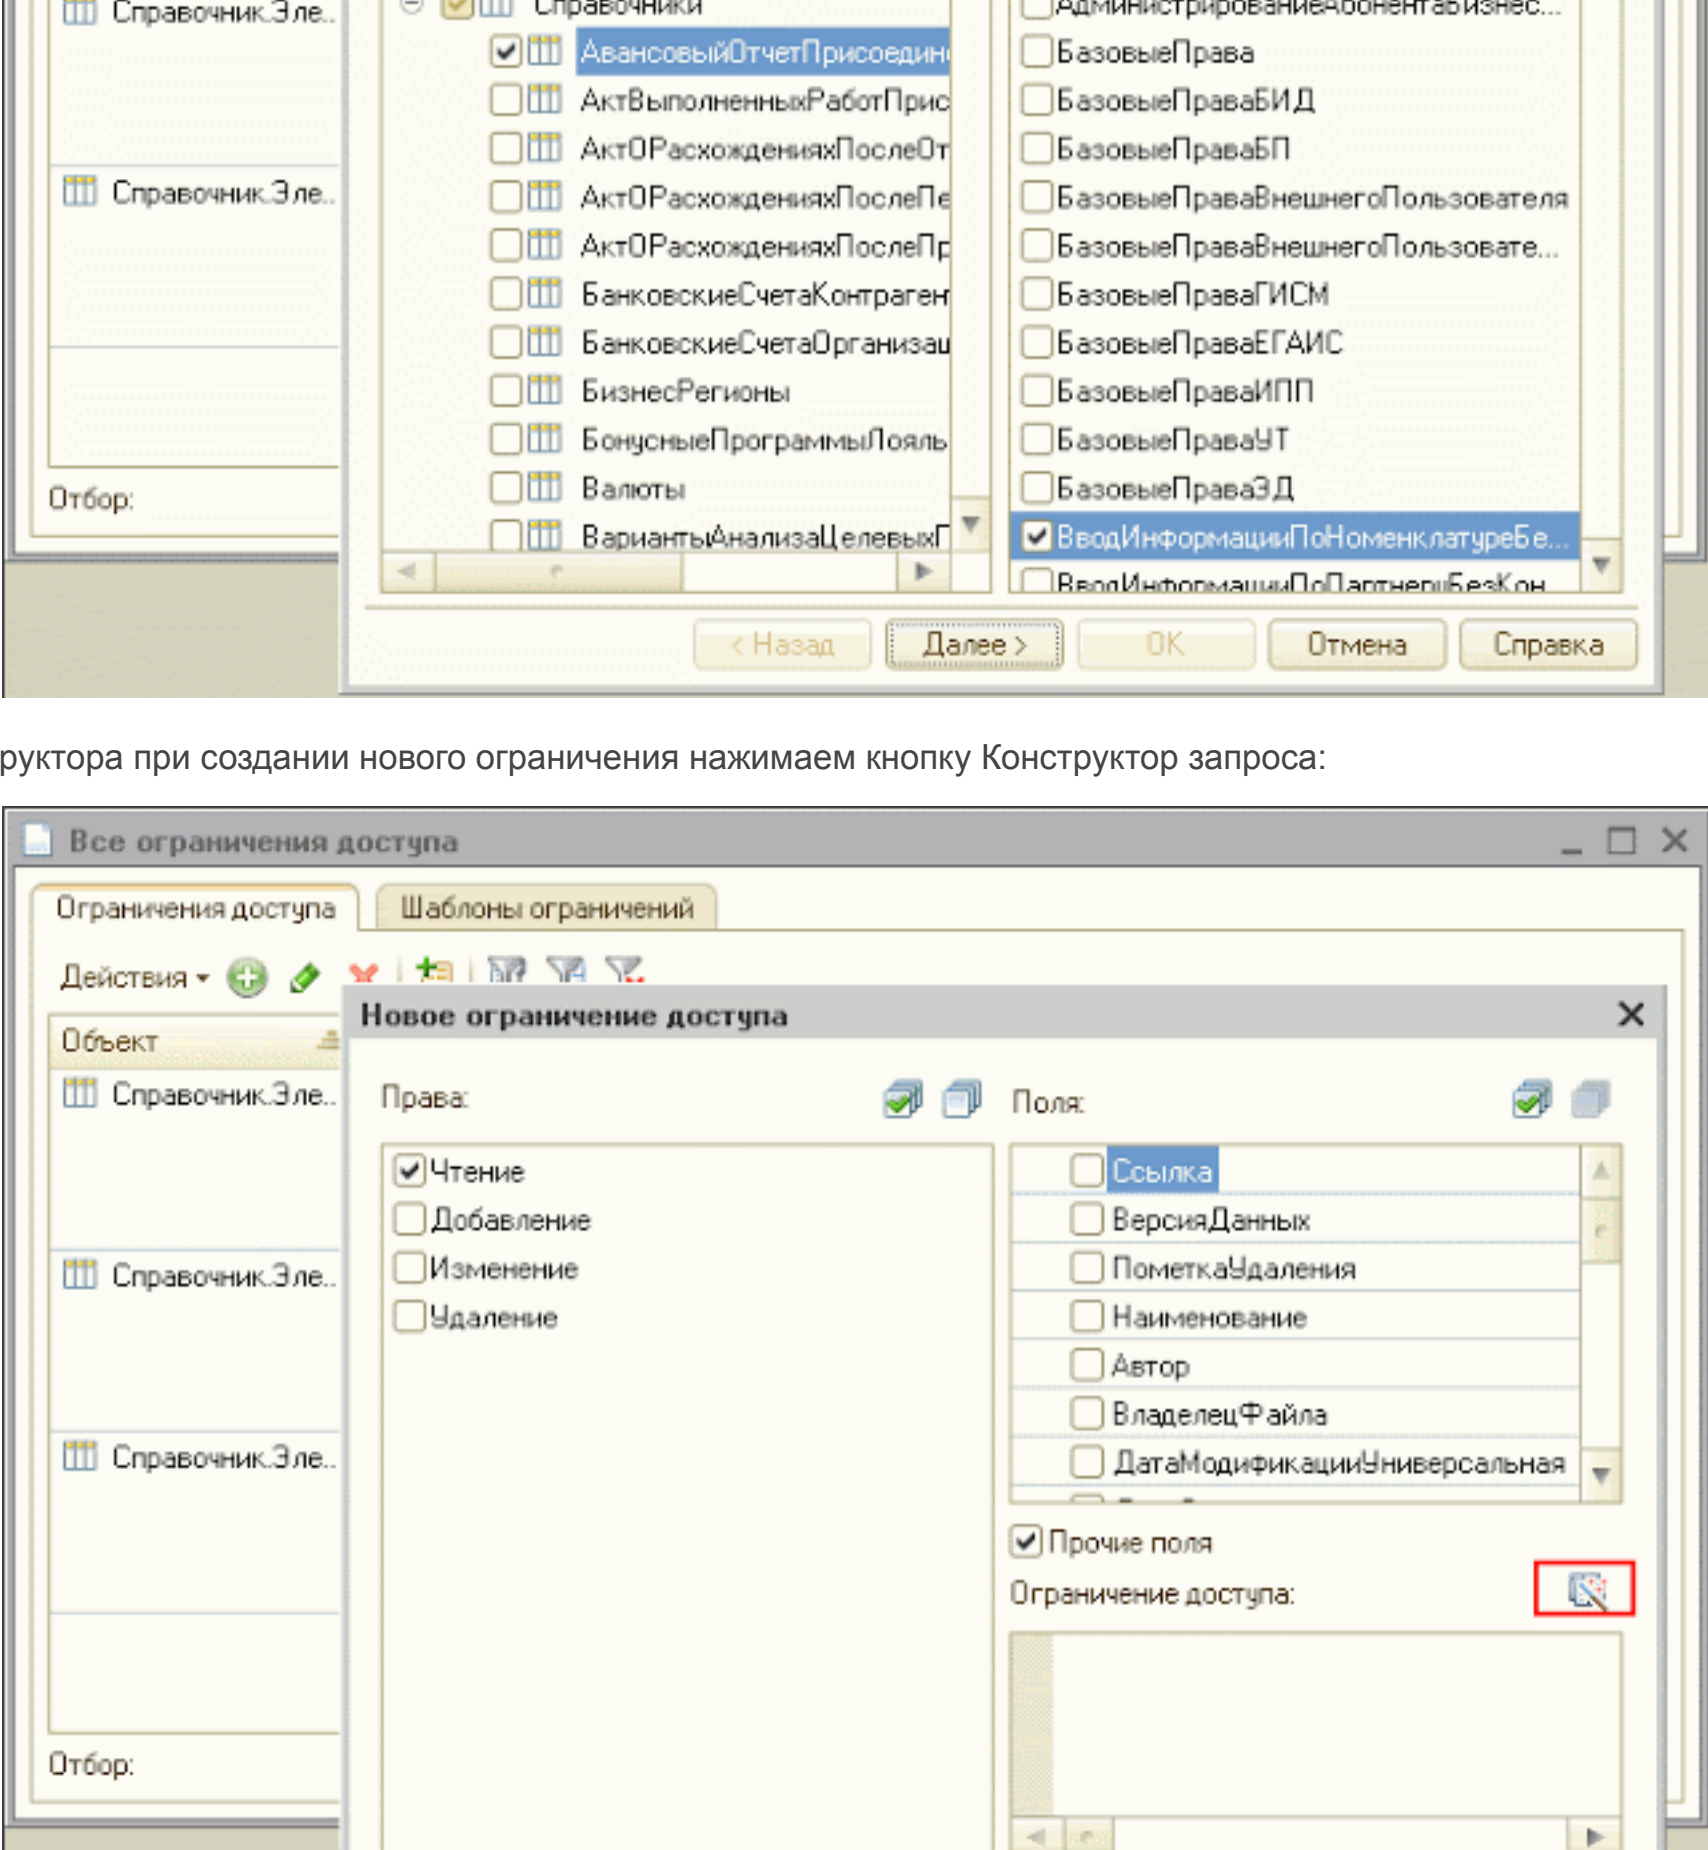 Справочник.Эле..
Справочники
АдминистрированиеАбонентаБизнес...
АвансовыйОтчетПрисоедин
БазовыеПрава
АктВыполненныхРаботПрис
БазовыеПраваБИД
АктОРасхожденияхПослеОт
БазовыеПраваБП
Справочник.Эле..
АктОРасхожденияхПослеПе
БазовыеПраваВнешнегоПользователя
АктОРасхожденияхПослеПр
БазовыеПраваВнешнегоПользовате...
БанковскиеСчетаКонтраген
БазовыеПраваГИСМ
БанковскиеСчетаОрганизац
БазовыеПраваЕГАИС
БизнесРегионы
БазовыеПраваИПП
БонусныеПрограммыЛояль
БазовыеПраваУТ
Отбор:
Валюты
БазовыеПраваЭД
ВариантыАнализаЦелевыхП
ВводИнформацииПоНоменклатуреБе...
ВводИнформацииПоПартнеруБезКон
< Назад
Далее >
ОК
Отмена
Справка
руктора при создании нового ограничения нажимаем кнопку Конструктор запроса:
Все ограничения доступа
Ограничения доступа
Шаблоны ограничений
Действия
Новое ограничение доступа
Объект
Справочник.Эле..
Права:
Поля:
Чтение
Ссылка
Добавление
ВерсияДанных
Справочник.Эле..
Изменение
ПометкаУдаления
Удаление
Наименование
Автор
ВладелецФайла
Справочник.Эле..
ДатаМодификацииУниверсальная
Прочие поля
Ограничение доступа:
Отбор: